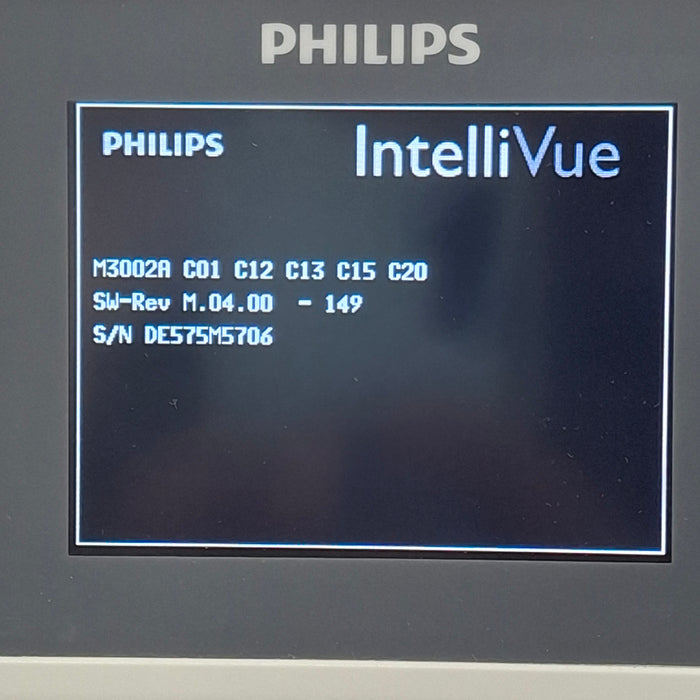 PHILIPS
PHILIPS IntelliVue
M3002A C01 C12 C13 C15 C20
SW-Rev M.04.00 - 149
S/N DE575M5706